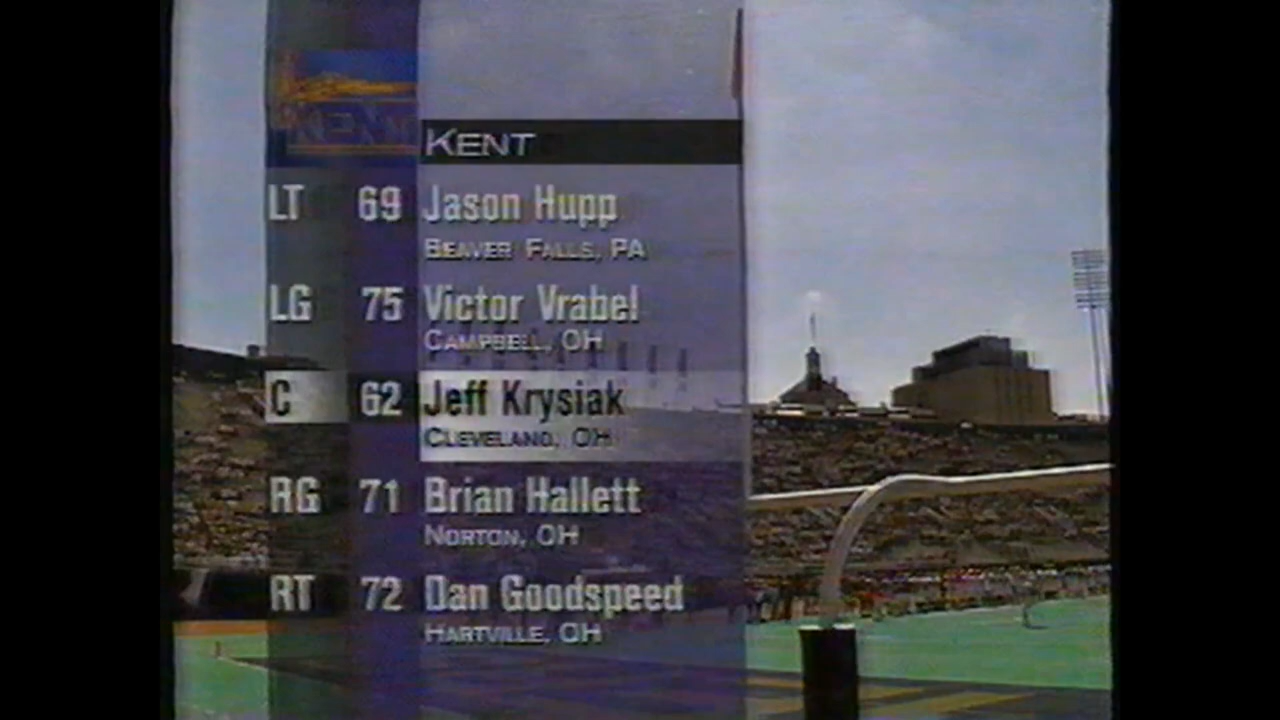 KENT
KENT
LT 69 Jason Hupp
BEAVER FALLS, PA
LG 75 Victor Vrabel
CAMPBELL, OH
C 62 Jeff Krysiak
CLEVELAND, OH
RG 71 Brian Hallett
NORTON, OH
RT 72 Dan Goodspeed
HARTVILLE, OH